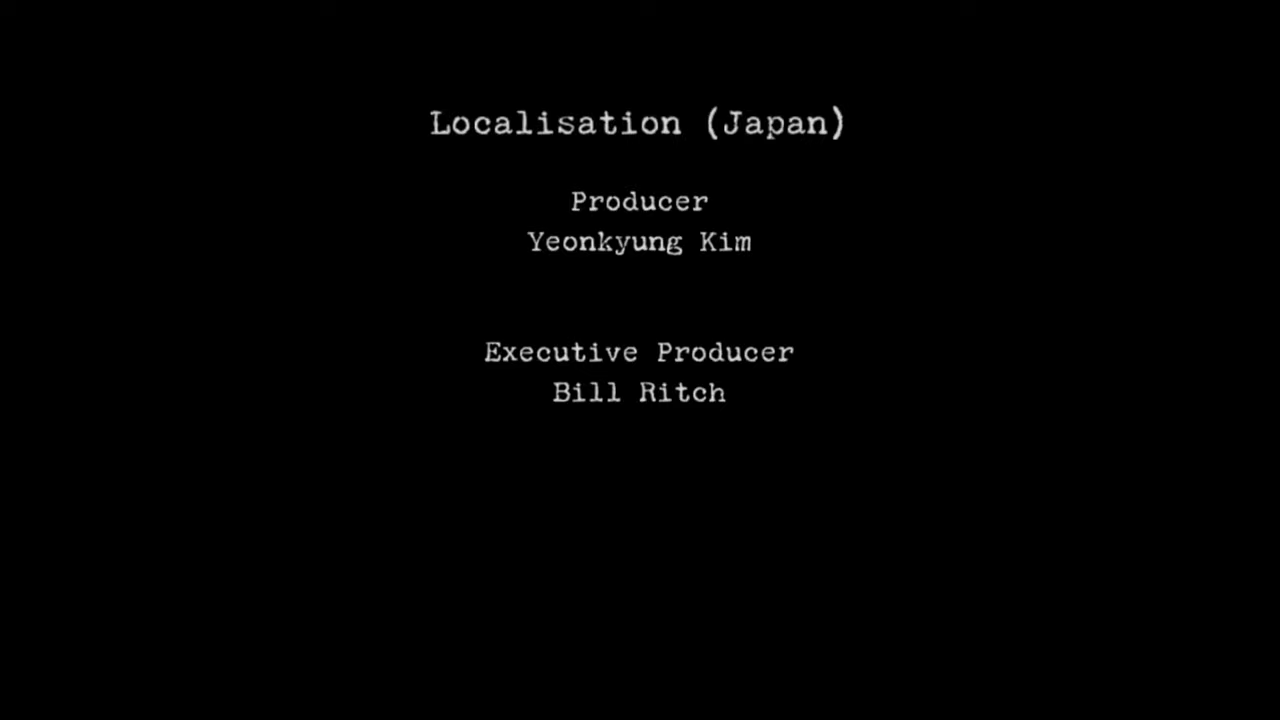 Localisation (Japan)
Producer
Yeonkyung Kim
Executive Producer
Bill Ritch